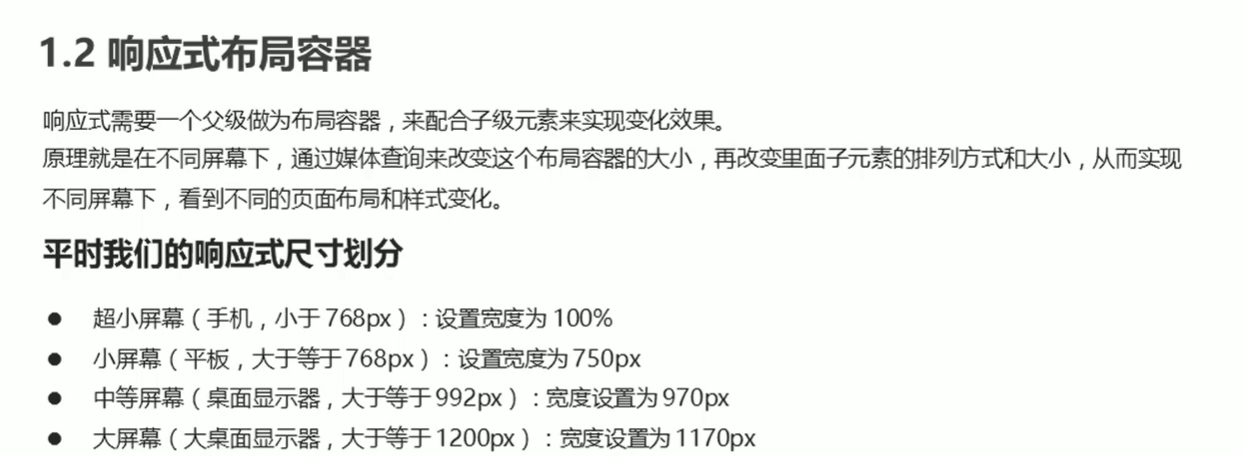 1.2 响应式布局容器
响应式需要一个父级做为布局容器，来配合子级元素来实现变化效果。
原理就是在不同屏幕下，通过媒体查询来改变这个布局容器的大小，再改变里面子元素的排列方式和大小，从而实现
不同屏幕下，看到不同的页面布局和样式变化。
平时我们的响应式尺寸划分
● 超小屏幕（手机，小于 768px）：设置宽度为 100%
● 小屏幕（平板，大于等于 768px）：设置宽度为 750px
● 中等屏幕（桌面显示器，大于等于 992px）：宽度设置为 970px
● 大屏幕（大桌面显示器，大于等于 1200px）：宽度设置为 1170px